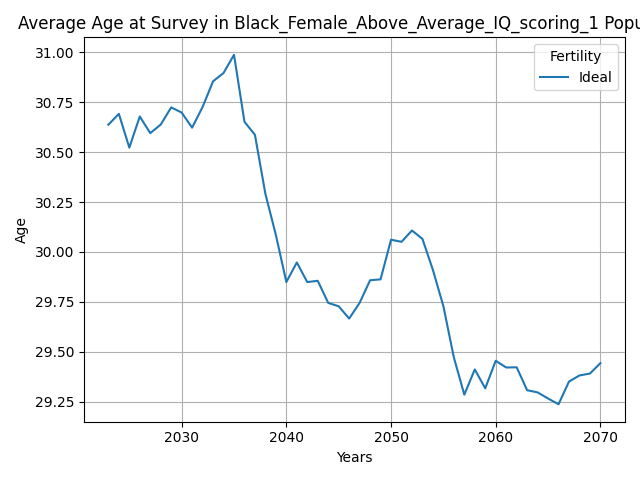 Average Age at Survey in Black_Female_Above_Average_IQ_scoring_1 Popu
31.00
30.75
30.50
30.25
30.00
29.75
29.50
29.25
Age
Fertility
Ideal
2030
2040
2050
2060
2070
Years